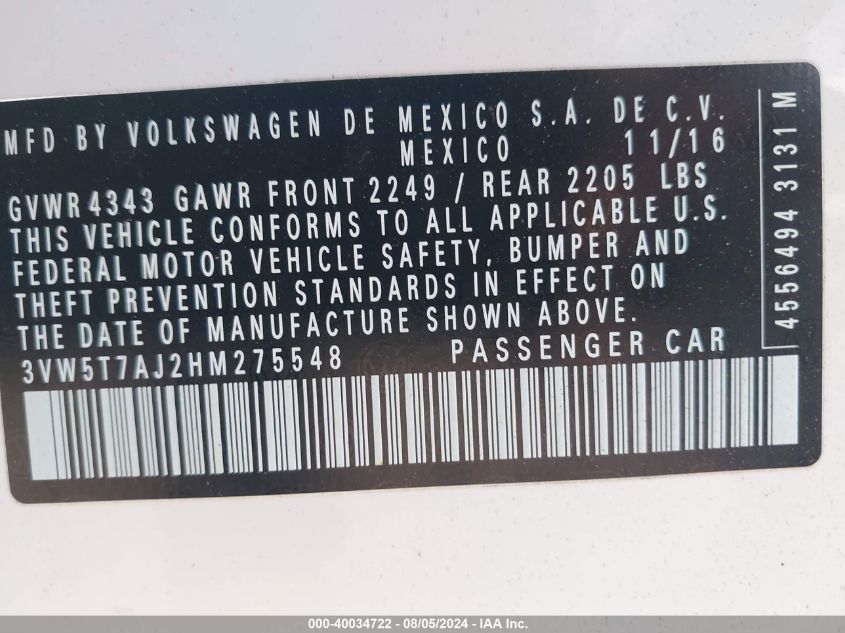 MFD BY VOLKSWAGEN DE MEXICO S.A. DE C.V.
MEXICO 11/16
GVWR 4343 GAWR FRONT 2249 / REAR 2205 LBS
THIS VEHICLE CONFORMS TO ALL APPLICABLE U.S.
FEDERAL MOTOR VEHICLE SAFETY, BUMPER AND
THEFT PREVENTION STANDARDS IN EFFECT ON
THE DATE OF MANUFACTURE SHOWN ABOVE.
3VW5T7AJ2HM275548 PASSENGER CAR
4556494 3131 M
000-40034722 - 08/05/2024 - IAA Inc.